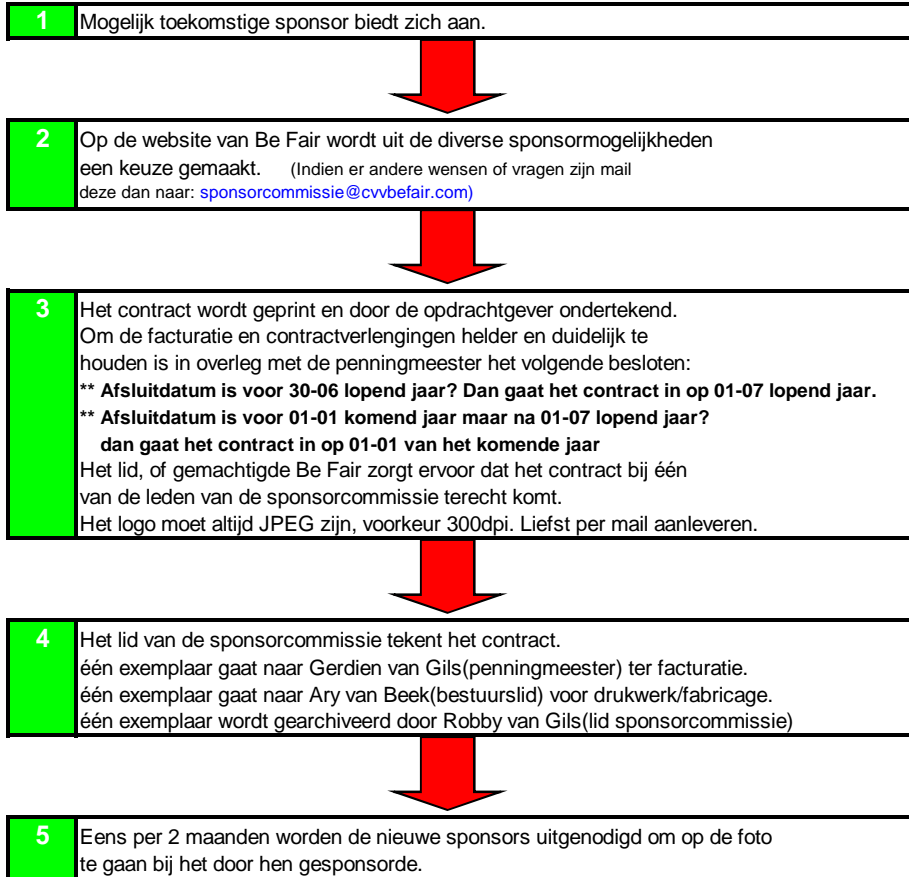 1 Mogelijk toekomstige sponsor biedt zich aan.
2 Op de website van Be Fair wordt uit de diverse sponsormogelijkheden
een keuze gemaakt. (Indien er andere wensen of vragen zijn mail
deze dan naar: sponsorcommissie@cvvbefair.com)
3 Het contract wordt geprint en door de opdrachtgever ondertekend.
Om de facturatie en contractverlengingen helder en duidelijk te
houden is in overleg met de penningmeester het volgende besloten:
** Afsluitdatum is voor 30-06 lopend jaar? Dan gaat het contract in op 01-07 lopend jaar.
** Afsluitdatum is voor 01-01 komend jaar maar na 01-07 lopend jaar?
dan gaat het contract in op 01-01 van het komende jaar
Het lid, of gemachtigde Be Fair zorgt ervoor dat het contract bij één
van de leden van de sponsorcommissie terecht komt.
Het logo moet altijd JPEG zijn, voorkeur 300dpi. Liefst per mail aanleveren.
4 Het lid van de sponsorcommissie tekent het contract.
één exemplaar gaat naar Gerdien van Gils(penningmeester) ter facturatie.
één exemplaar gaat naar Ary van Beek(bestuurslid) voor drukwerk/fabricage.
één exemplaar wordt gearchiveerd door Robby van Gils(lid sponsorcommissie)
5 Eens per 2 maanden worden de nieuwe sponsors uitgenodigd om op de foto
te gaan bij het door hen gesponsorde.